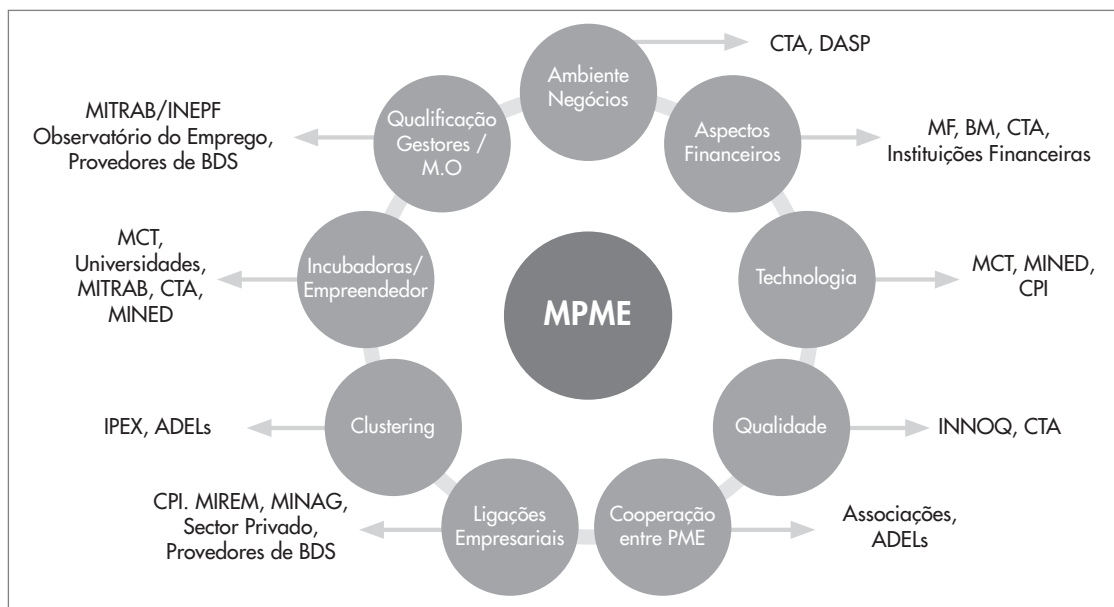 Ambiente
Negócios
CTA, DASP
Aspectos
Financeiros
MF, BM, CTA,
Instituições Financeiras
Technologia
MCT, MINED,
CPI
Qualidade
INNOQ, CTA
Cooperação
entre PME
Associações,
ADELs
Ligações
Empresariais
CPI. MIREM, MINAG,
Sector Privado,
Provedores de BDS
Clustering
IPEX, ADELs
Incubadoras/
Empreendedor
MCT,
Universidades,
MITRAB, CTA,
MINED
Qualificação
Gestores /
M.O
MITRAB/INEPF
Observatório do Emprego,
Provedores de BDS
MPME